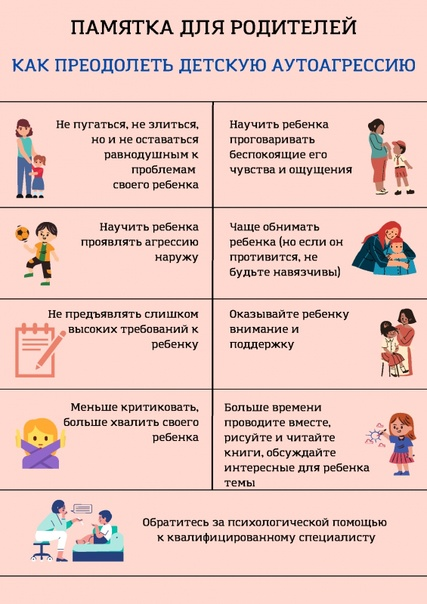 ПАМЯТКА ДЛЯ РОДИТЕЛЕЙ
КАК ПРЕОДОЛЕТЬ ДЕТСКУЮ АУТОАГРЕССИЮ
Не пугаться, не злиться,
но и не оставаться
равнодушным к
проблемам
своего ребенка
Научить ребенка
проговаривать
беспокоящие его
чувства и ощущения
Научить ребенка
проявлять агрессию
наружу
Чаще обнимать
ребенка (но если он
противится, не
будьте навязчивы)
Не предъявлять слишком
высоких требований к
ребенку
Оказывайте ребенку
внимание и
поддержку
Меньше критиковать,
больше хвалить своего
ребенка
Больше времени
проводите вместе,
рисуйте и читайте
книги, обсуждайте
интересные для ребенка
темы
Обратитесь за психологической помощью
к квалифицированному специалисту